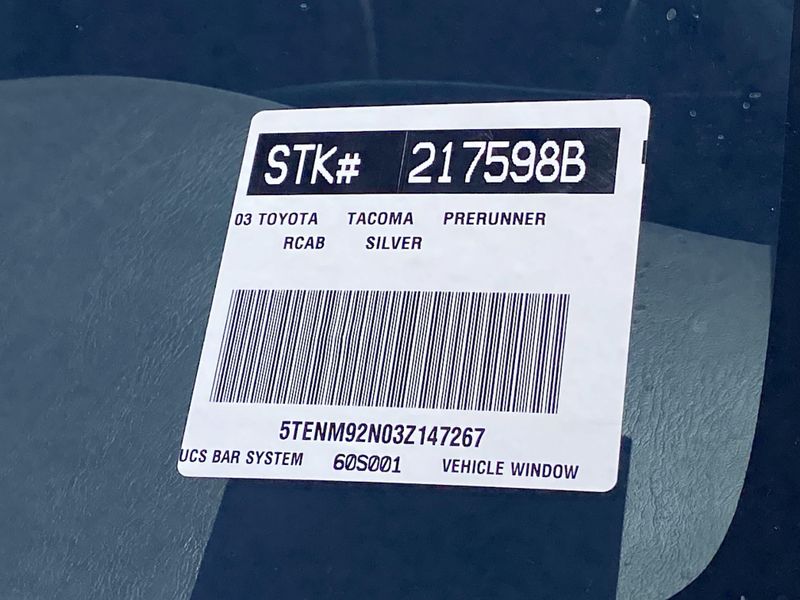 STK# 217598B
03 TOYOTA TACOMA PRERUNNER
RCAB SILVER
5TENM92N03Z147267
UCS BAR SYSTEM 60S001 VEHICLE WINDOW